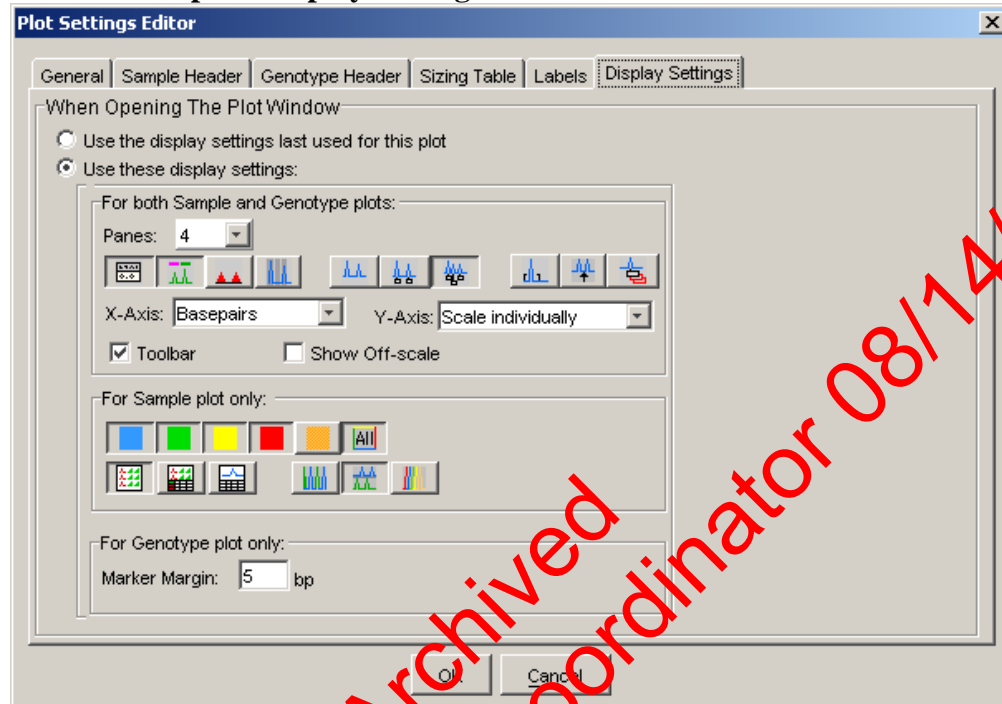 Plot Settings Editor
General Sample Header Genotype Header Sizing Table Labels Display Settings
When Opening The Plot Window
Use the display settings last used for this plot
Use these display settings:
For both Sample and Genotype plots:
Panes: 4
X-Axis: Basepairs Y-Axis: Scale individually
Toolbar Show Off-scale
For Sample plot only:
All
For Genotype plot only:
Marker Margin: 5 bp
OK Cancel
Archived
08/14/